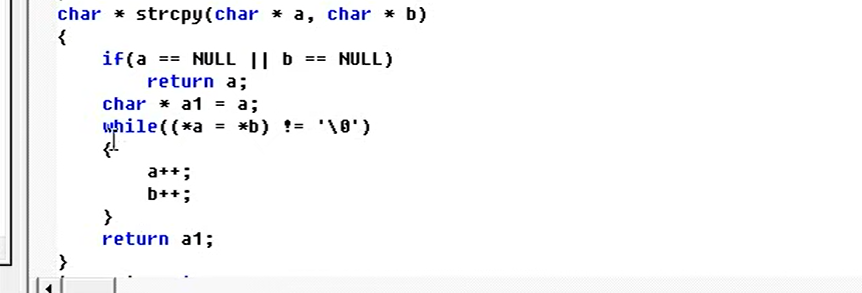 char * strcpy(char * a, char * b)
{
    if(a == NULL || b == NULL)
        return a;
    char * a1 = a;
    while((*a = *b) != '\0')
    {
        a++;
        b++;
    }
    return a1;
}